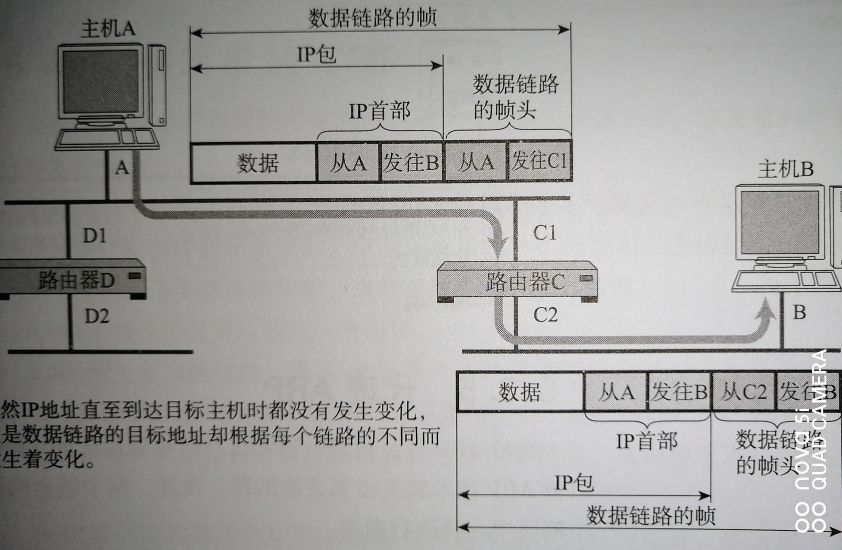 数据链路的帧
主机A
IP包
数据链路
的帧头
IP首部
数据 从A 发往B 从A 发往C1
A
主机B
D1
C1
路由器D
路由器C
D2
C2
B
数据 从A 发往B 从C2 发往B
然IP地址直至到达目标主机时都没有发生变化，
是数据链路的目标地址却根据每个链路的不同而
生着变化。
IP首部
数据链路
的帧头
IP包
数据链路的帧
nova 5i
QUAD CAMERA